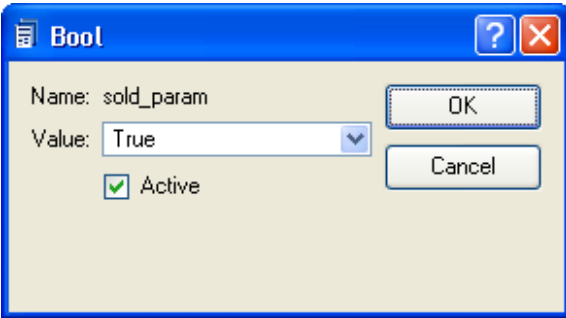 Bool
?
Name: sold_param
OK
Value: True
Cancel
Active